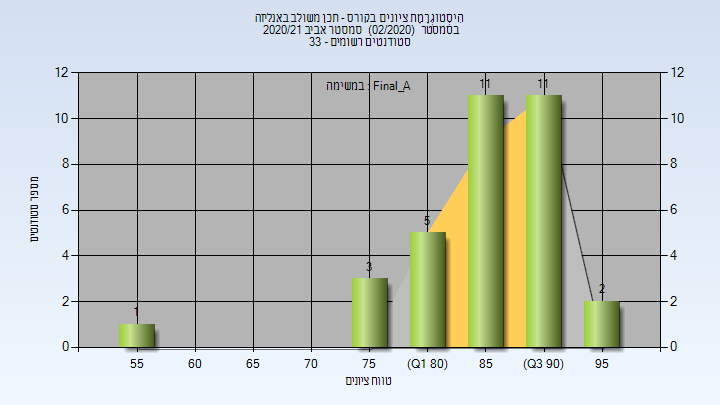 הִיסְטוֹגְרָמַת ציונים בקורס - תכן משולב באנליזה
בסמסטר (02/2020) סמסטר אביב 2020/21
סטודנטים רשומים - 33
במשימה : Final_A
12 12
10 10
8 8
6 6
4 4
2 2
0 0
מספר סטודנטים
1 3 5 11 11 2
55 60 65 70 75 (Q1 80) 85 (Q3 90) 95
טווח ציונים